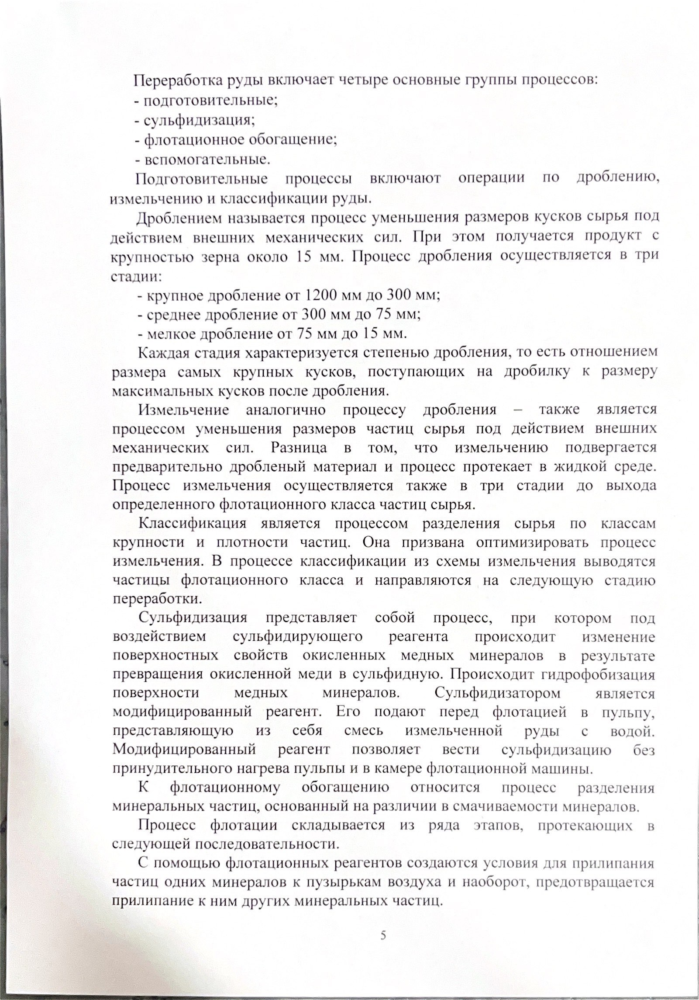 Переработка руды включает четыре основные группы процессов:
- подготовительные;
- сульфидизация;
- флотационное обогащение;
- вспомогательные.
Подготовительные процессы включают операции по дроблению,
измельчению и классификации руды.
Дроблением называется процесс уменьшения размеров кусков сырья под
действием внешних механических сил. При этом получается продукт с
крупностью зерна около 15 мм. Процесс дробления осуществляется в три
стадии:
- крупное дробление от 1200 мм до 300 мм;
- среднее дробление от 300 мм до 75 мм;
- мелкое дробление от 75 мм до 15 мм.
Каждая стадия характеризуется степенью дробления, то есть отношением
размера самых крупных кусков, поступающих на дробилку к размеру
максимальных кусков после дробления.
Измельчение аналогично процессу дробления – также является
процессом уменьшения размеров частиц сырья под действием внешних
механических сил. Разница в том, что измельчению подвергается
предварительно дробленый материал и процесс протекает в жидкой среде.
Процесс измельчения осуществляется также в три стадии до выхода
определенного флотационного класса частиц сырья.
Классификация является процессом разделения сырья по классам
крупности и плотности частиц. Она призвана оптимизировать процесс
измельчения. В процессе классификации из схемы измельчения выводятся
частицы флотационного класса и направляются на следующую стадию
переработки.
Сульфидизация представляет собой процесс, при котором под
воздействием сульфидирующего реагента происходит изменение
поверхностных свойств окисленных медных минералов в результате
превращения окисленной меди в сульфидную. Происходит гидрофобизация
поверхности медных минералов. Сульфидизатором является
модифицированный реагент. Его подают перед флотацией в пульпу,
представляющую из себя смесь измельченной руды с водой.
Модифицированный реагент позволяет вести сульфидизацию без
принудительного нагрева пульпы и в камере флотационной машины.
К флотационному обогащению относится процесс разделения
минеральных частиц, основанный на различии в смачиваемости минералов.
Процесс флотации складывается из ряда этапов, протекающих в
следующей последовательности.
С помощью флотационных реагентов создаются условия для прилипания
частиц одних минералов к пузырькам воздуха и наоборот, предотвращается
прилипание к ним других минеральных частиц.
5